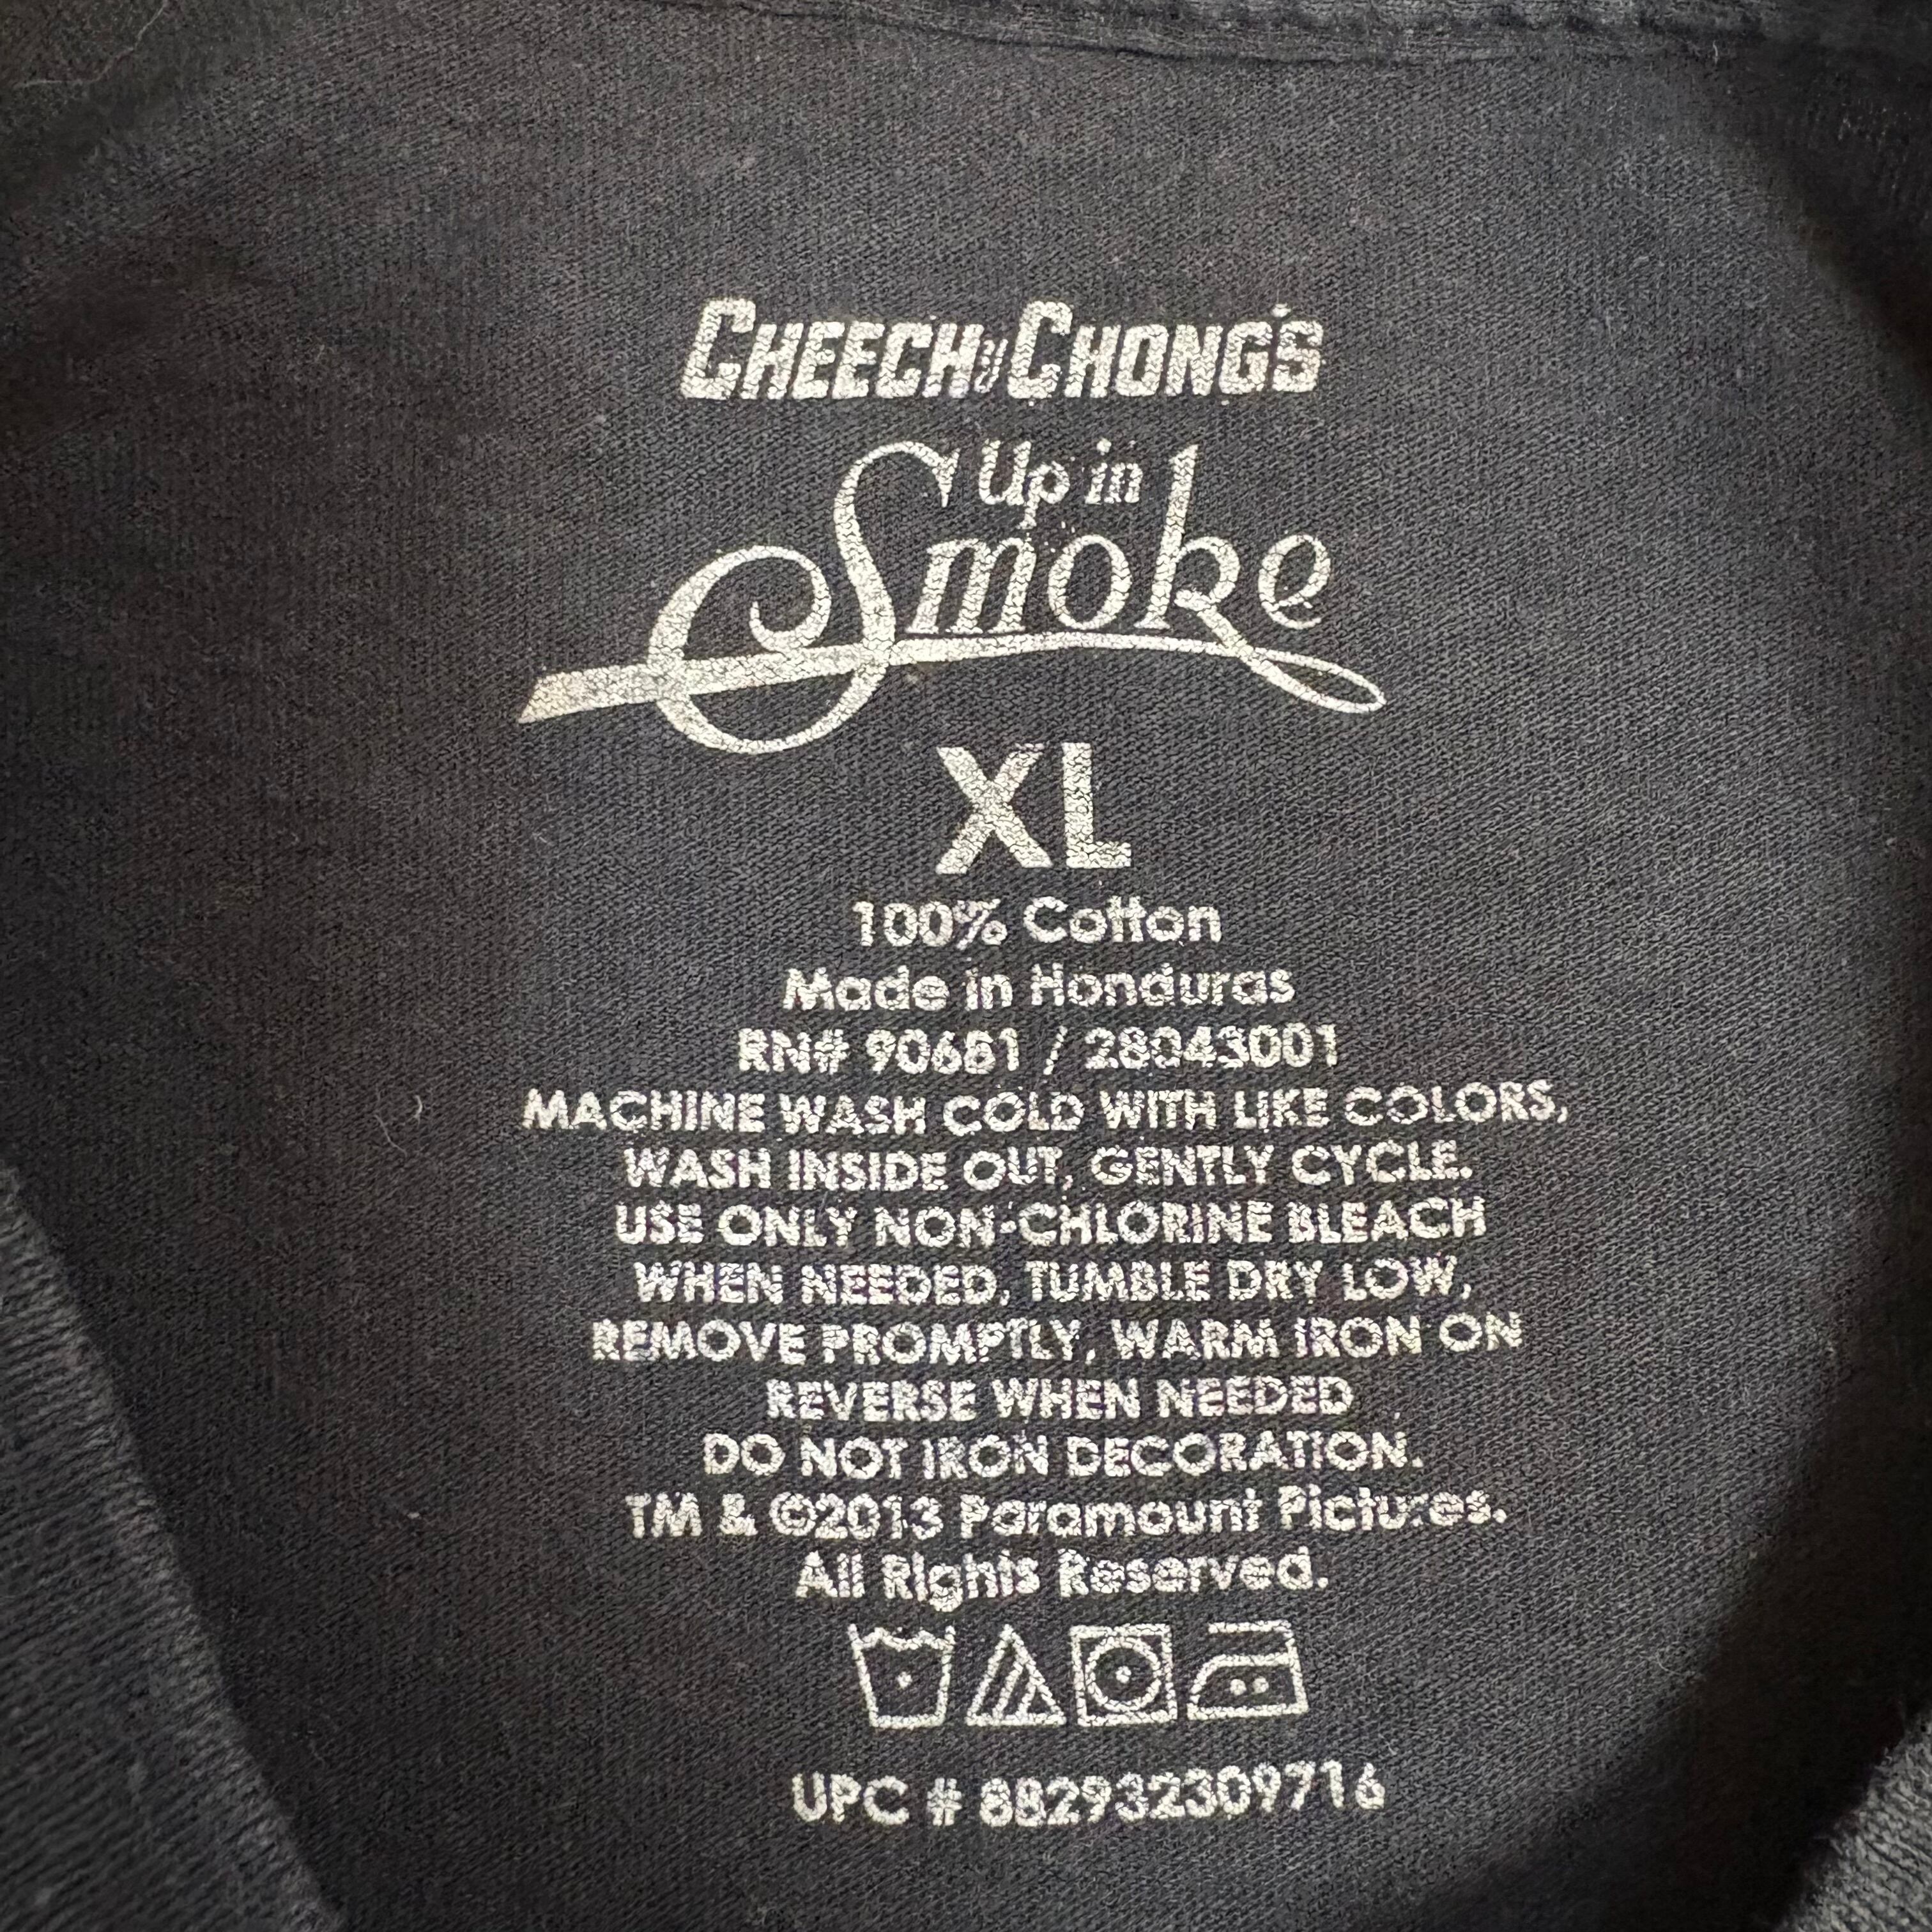 CHEECH y CHONG'S
Up in
Smoke
XL
100% Cotton
Made in Honduras
RN# 90681 / 28043001
MACHINE WASH COLD WITH LIKE COLORS,
WASH INSIDE OUT, GENTLY CYCLE.
USE ONLY NON-CHLORINE BLEACH
WHEN NEEDED, TUMBLE DRY LOW,
REMOVE PROMPTLY, WARM IRON ON
REVERSE WHEN NEEDED
DO NOT IRON DECORATION.
TM & ©2013 Paramount Pictures.
All Rights Reserved.
UPC # 882932309716